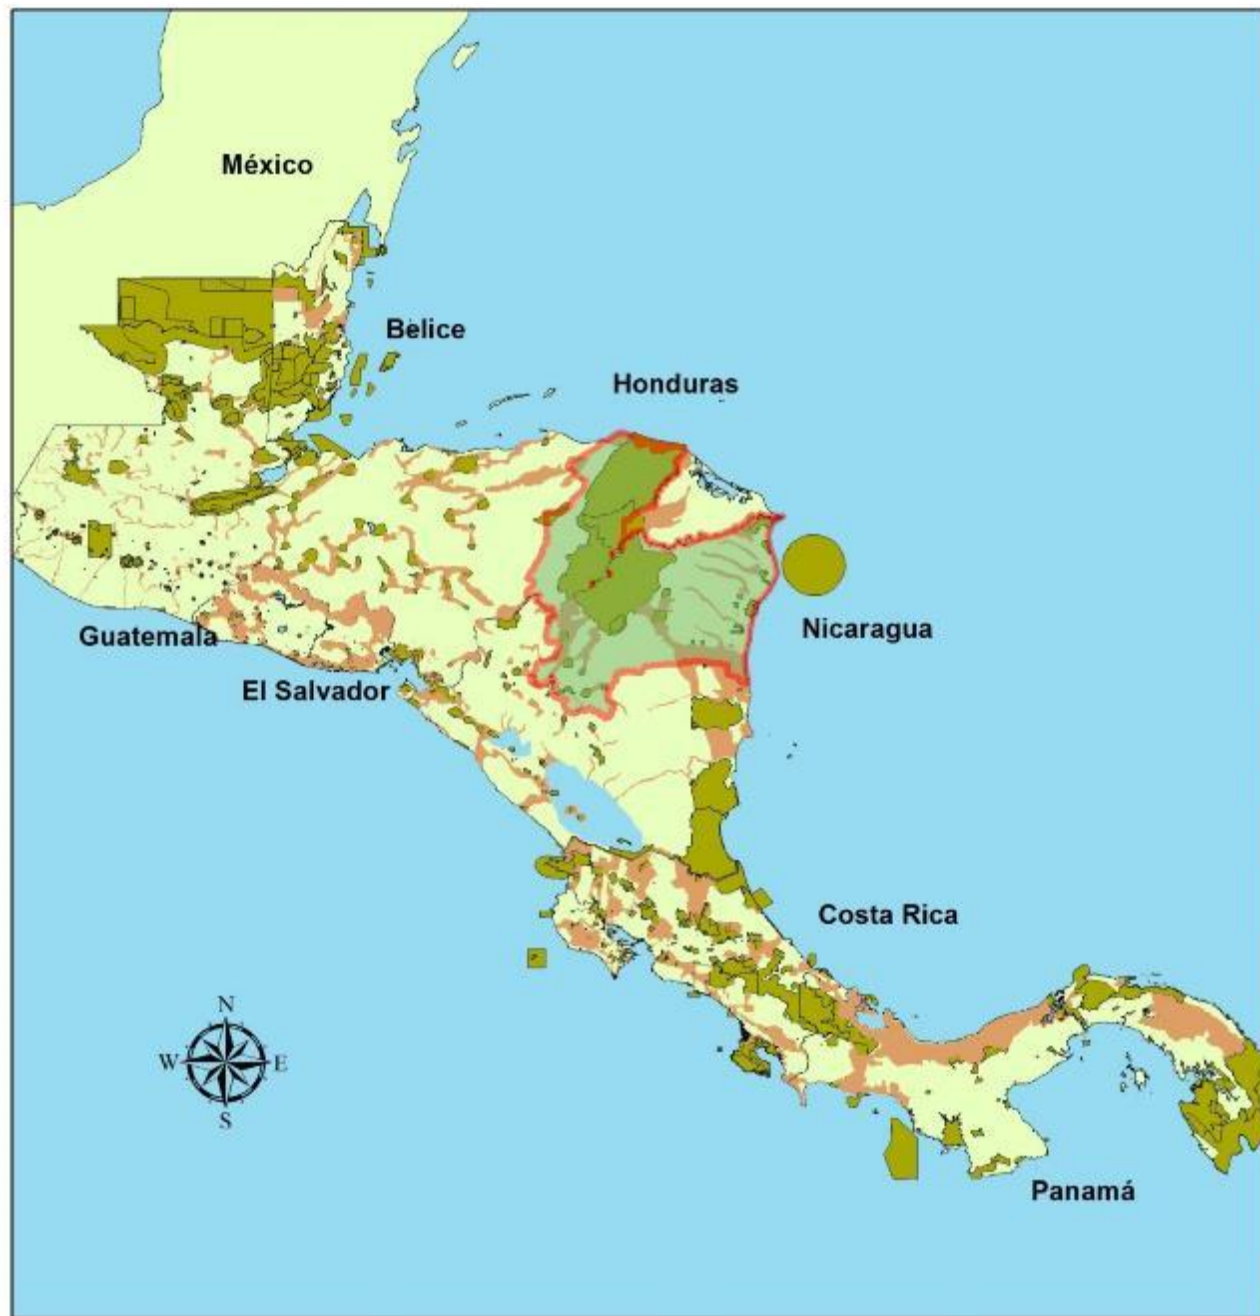 México
Belice
Honduras
Guatemala
Nicaragua
El Salvador
Costa Rica
N
W
E
S
Panamá